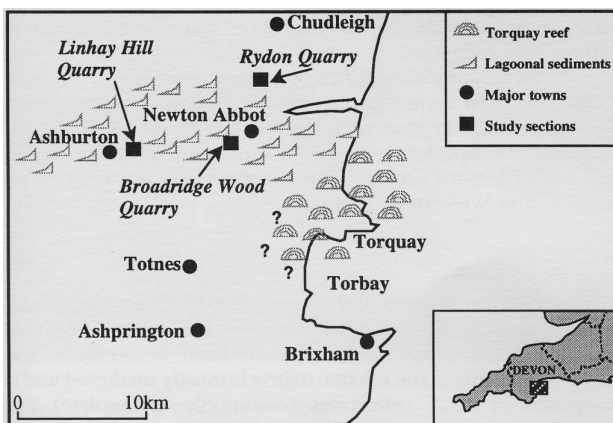 Chudleigh
Linhay Hill
Quarry
Rydon Quarry
Newton Abbot
Ashburton
Broadridge Wood
Quarry
?
?
?
Torquay
Totnes
Torbay
Ashprington
Brixham
0 10km
Torquay reef
Lagoonal sediments
Major towns
Study sections
DEVON